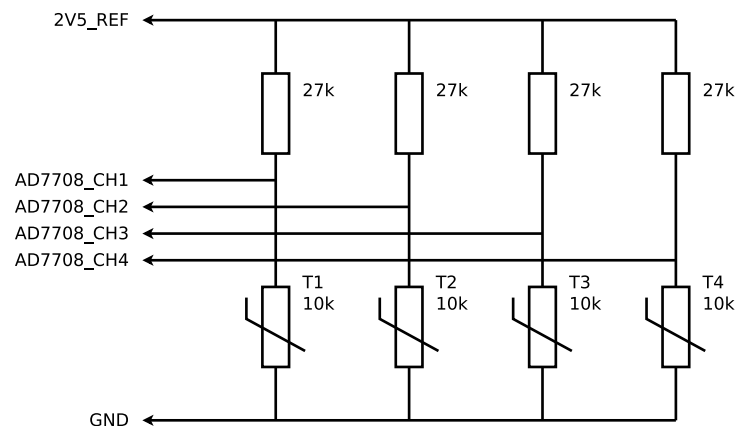 2V5_REF
27k
27k
27k
27k
AD7708_CH1
AD7708_CH2
AD7708_CH3
AD7708_CH4
T1
10k
T2
10k
T3
10k
T4
10k
GND